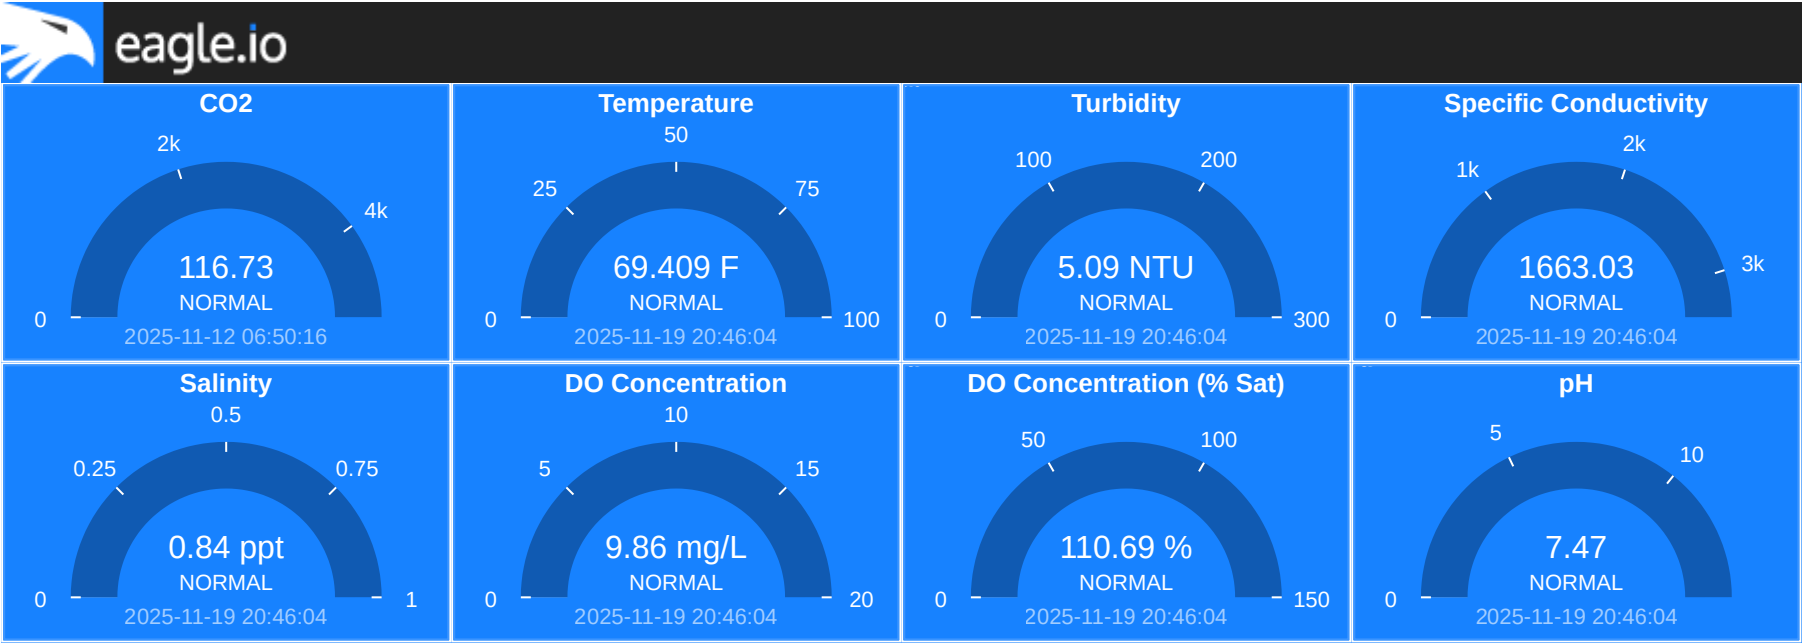 eagle.io
CO2
2k
4k
0
116.73
NORMAL
2025-11-12 06:50:16
Temperature
50
25
75
0
100
69.409 F
NORMAL
2025-11-19 20:46:04
Turbidity
100
200
0
300
5.09 NTU
NORMAL
2025-11-19 20:46:04
Specific Conductivity
2k
1k
3k
0
1663.03
NORMAL
2025-11-19 20:46:04
Salinity
0.5
0.25
0.75
0
1
0.84 ppt
NORMAL
2025-11-19 20:46:04
DO Concentration
10
5
15
0
20
9.86 mg/L
NORMAL
2025-11-19 20:46:04
DO Concentration (% Sat)
50
100
0
150
110.69 %
NORMAL
2025-11-19 20:46:04
pH
5
10
0
7.47
NORMAL
2025-11-19 20:46:04